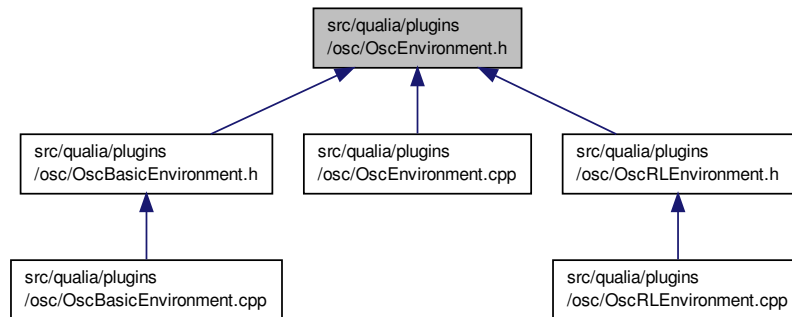 src/qualia/plugins
/osc/OscEnvironment.h
src/qualia/plugins
/osc/OscBasicEnvironment.h
src/qualia/plugins
/osc/OscEnvironment.cpp
src/qualia/plugins
/osc/OscRLEnvironment.h
src/qualia/plugins
/osc/OscBasicEnvironment.cpp
src/qualia/plugins
/osc/OscRLEnvironment.cpp